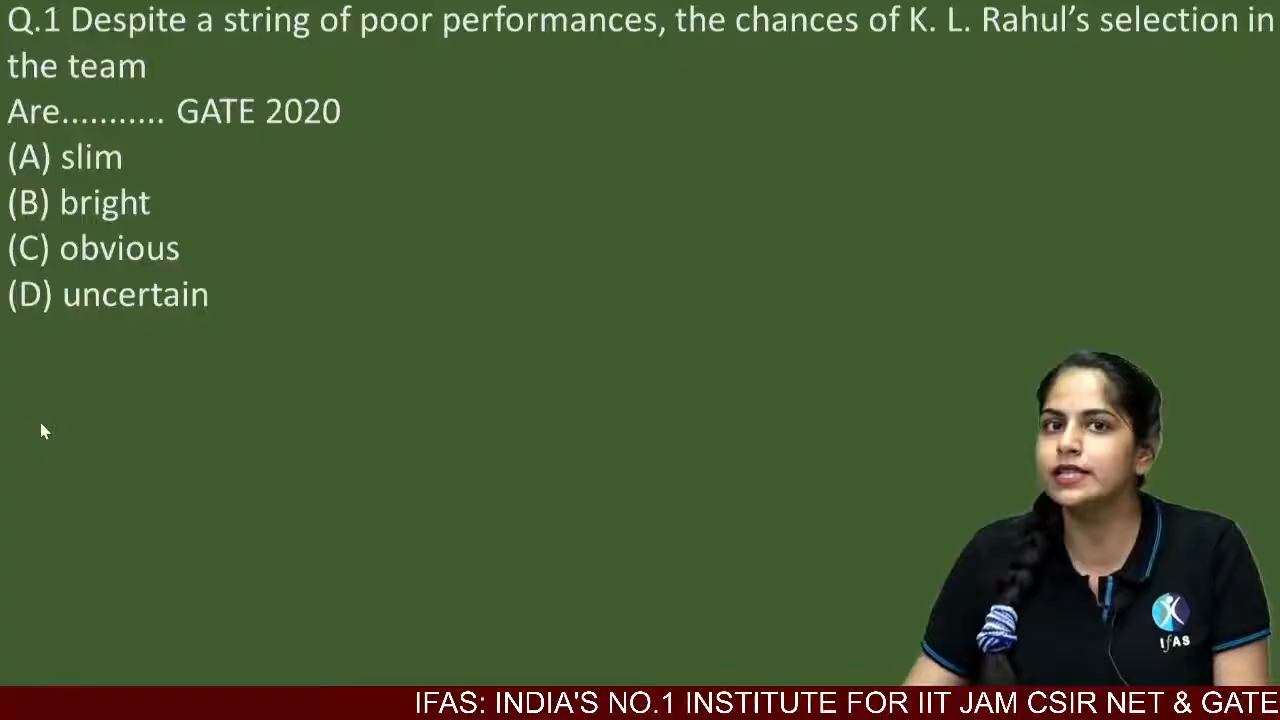 Q.1 Despite a string of poor performances, the chances of K. L. Rahul’s selection in
the team
Are........... GATE 2020
(A) slim
(B) bright
(C) obvious
(D) uncertain
IfAS
IFAS: INDIA'S NO.1 INSTITUTE FOR IIT JAM CSIR NET & GATE